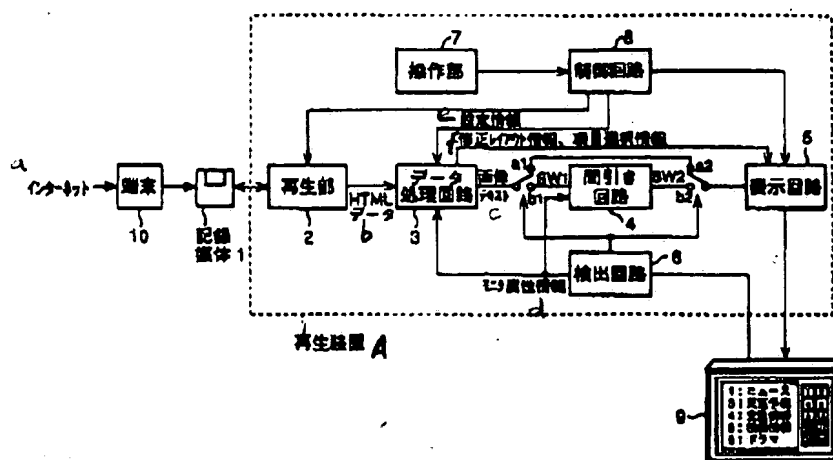 7
操作部
8
制御回路
e 設定情報
f 修正レイアウト情報、項目選択情報
a
インターネット
端末
10
記録
媒体 1
再生部
2
HTML
データ
b
データ
処理回路
3
画像
テキスト
c
a1
SW1
b1
間引き
回路
4
a2
SW2
b2
5
表示回路
6
検出回路
モニタ属性情報
d
再生装置 A
9
1:ニュース